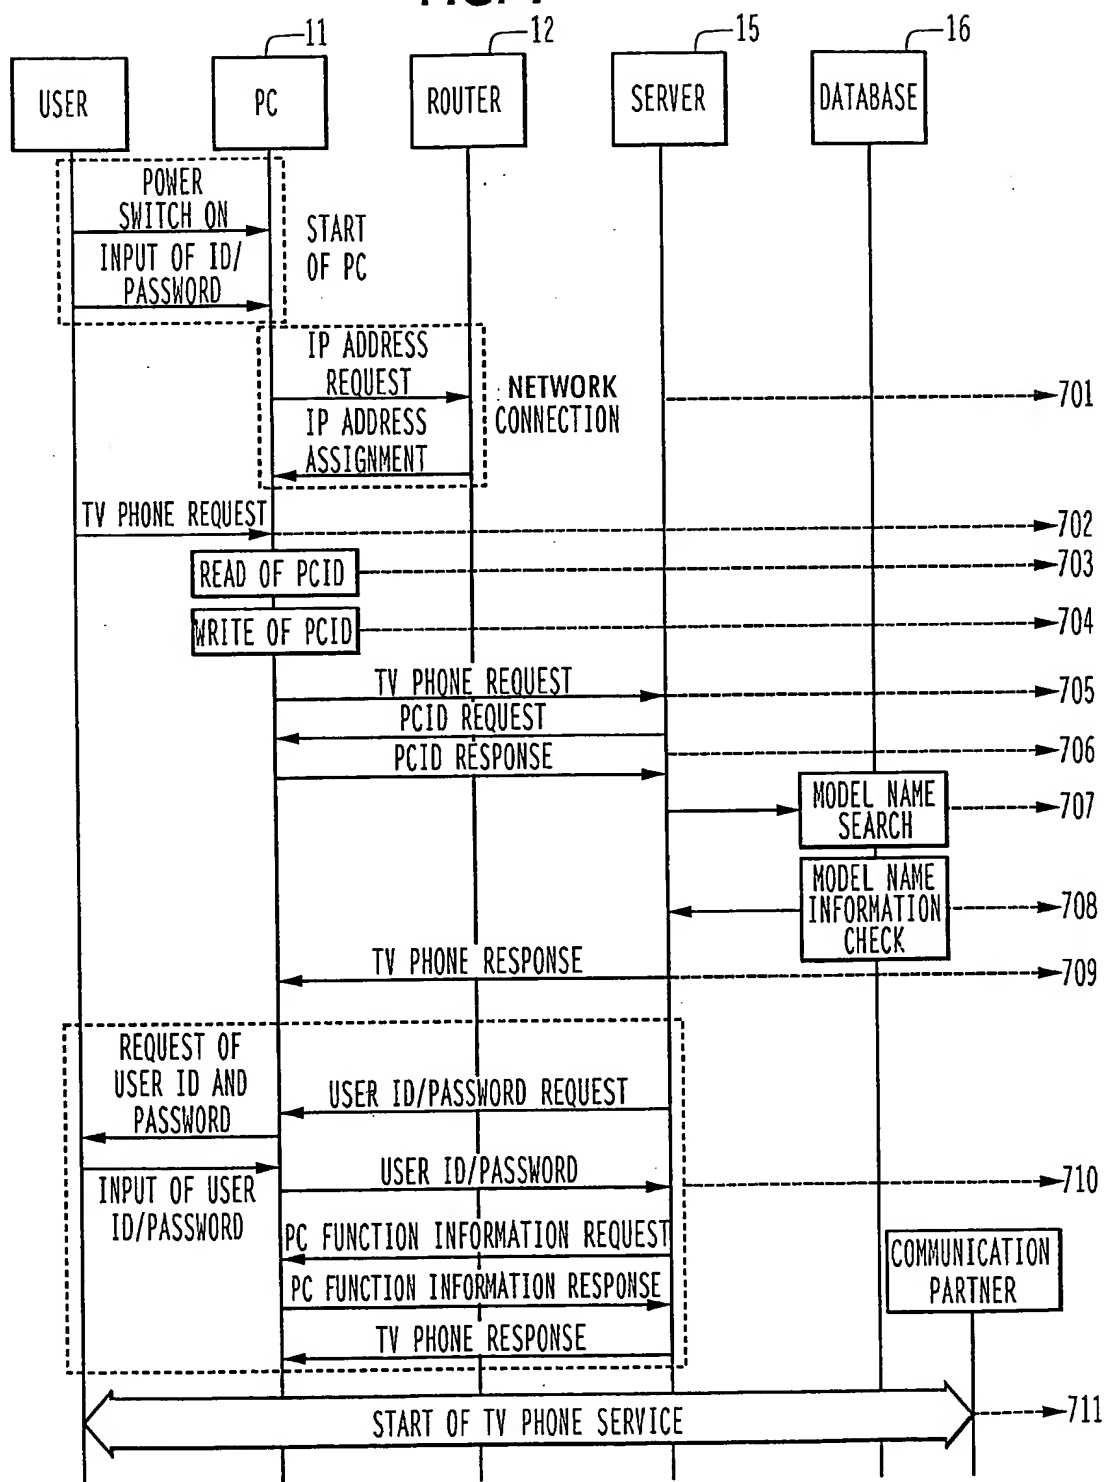 11
12
15
16
USER
PC
ROUTER
SERVER
DATABASE
POWER
SWITCH ON
INPUT OF ID/
PASSWORD
START
OF PC
IP ADDRESS
REQUEST
IP ADDRESS
ASSIGNMENT
NETWORK
CONNECTION
701
TV PHONE REQUEST
702
READ OF PCID
703
WRITE OF PCID
704
TV PHONE REQUEST
705
PCID REQUEST
706
PCID RESPONSE
MODEL NAME
SEARCH
707
MODEL NAME
INFORMATION
CHECK
708
TV PHONE RESPONSE
709
REQUEST OF
USER ID AND
PASSWORD
USER ID/PASSWORD REQUEST
USER ID/PASSWORD
710
INPUT OF USER
ID/PASSWORD
PC FUNCTION INFORMATION REQUEST
COMMUNICATION
PARTNER
PC FUNCTION INFORMATION RESPONSE
TV PHONE RESPONSE
START OF TV PHONE SERVICE
711